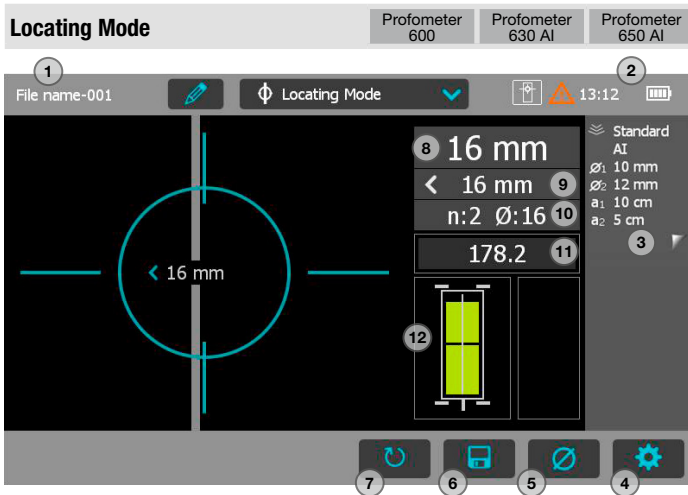 Locating Mode
Profometer 600
Profometer 630 AI
Profometer 650 AI
1
2
File name-001
Φ Locating Mode
13:12
8 16 mm
< 16 mm 9
n:2 Ø:16 10
178.2 11
Standard
AI
Ø1 10 mm
Ø2 12 mm
a1 10 cm
a2 5 cm
3
< 16 mm
12
Ø
7
6
5
4